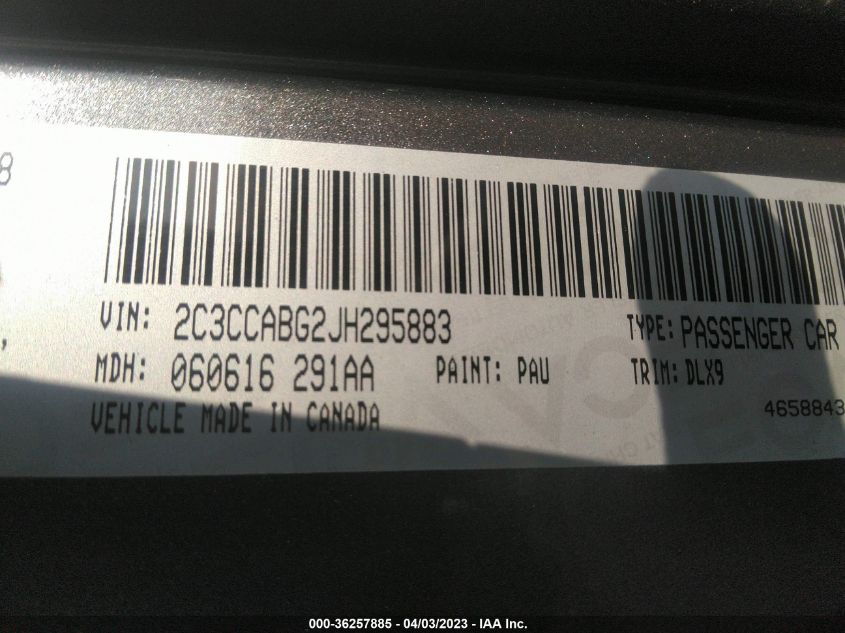 8
VIN: 2C3CCABG2JH295883 TYPE: PASSENGER CAR
MDH: 060616 291AA PAINT: PAU TRIM: DLX9
VEHICLE MADE IN CANADA
4658843
000-36257885 - 04/03/2023 - IAA Inc.